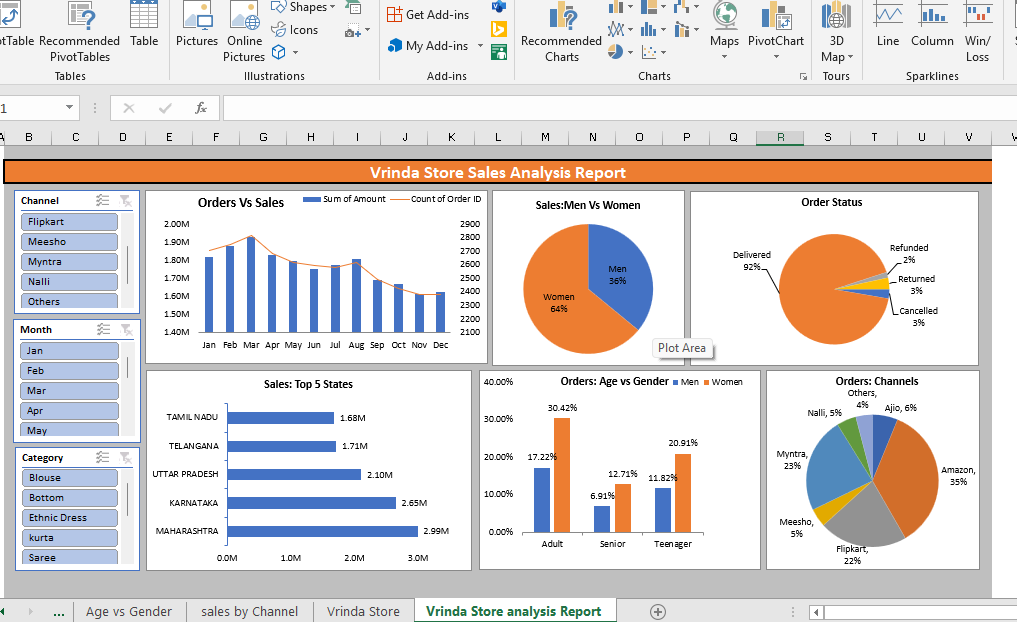 otTable Recommended PivotTables Table
Tables
Pictures Online Pictures Shapes
Icons
Illustrations
Get Add-ins
My Add-ins
Add-ins
Recommended Charts
Maps PivotChart
Charts
3D Map
Tours
Line Column Win/Loss
Sparklines
1
fx
A B C D E F G H I J K L M N O P Q R S T U V
Vrinda Store Sales Analysis Report
Channel
Flipkart
Meesho
Myntra
Nalli
Others
Month
Jan
Feb
Mar
Apr
May
Category
Blouse
Bottom
Ethnic Dress
kurta
Saree
Orders Vs Sales
Sum of Amount Count of Order ID
2.00M
1.90M
1.80M
1.70M
1.60M
1.50M
1.40M
2900
2800
2700
2600
2500
2400
2300
2200
2100
Jan Feb Mar Apr May Jun Jul Aug Sep Oct Nov Dec
Sales:Men Vs Women
Men
36%
Women
64%
Plot Area
Order Status
Delivered
92%
Refunded
2%
Returned
3%
Cancelled
3%
Sales: Top 5 States
TAMIL NADU 1.68M
TELANGANA 1.71M
UTTAR PRADESH 2.10M
KARNATAKA 2.65M
MAHARASHTRA 2.99M
0.0M 1.0M 2.0M 3.0M
Orders: Age vs Gender Men Women
40.00%
30.00%
20.00%
10.00%
0.00%
17.22% 30.42%
6.91% 12.71%
11.82% 20.91%
Adult Senior Teenager
Orders: Channels
Others,
4%
Ajio, 6%
Nalli, 5%
Myntra,
23%
Amazon,
35%
Meesho,
5%
Flipkart,
22%
... Age vs Gender sales by Channel Vrinda Store Vrinda Store analysis Report